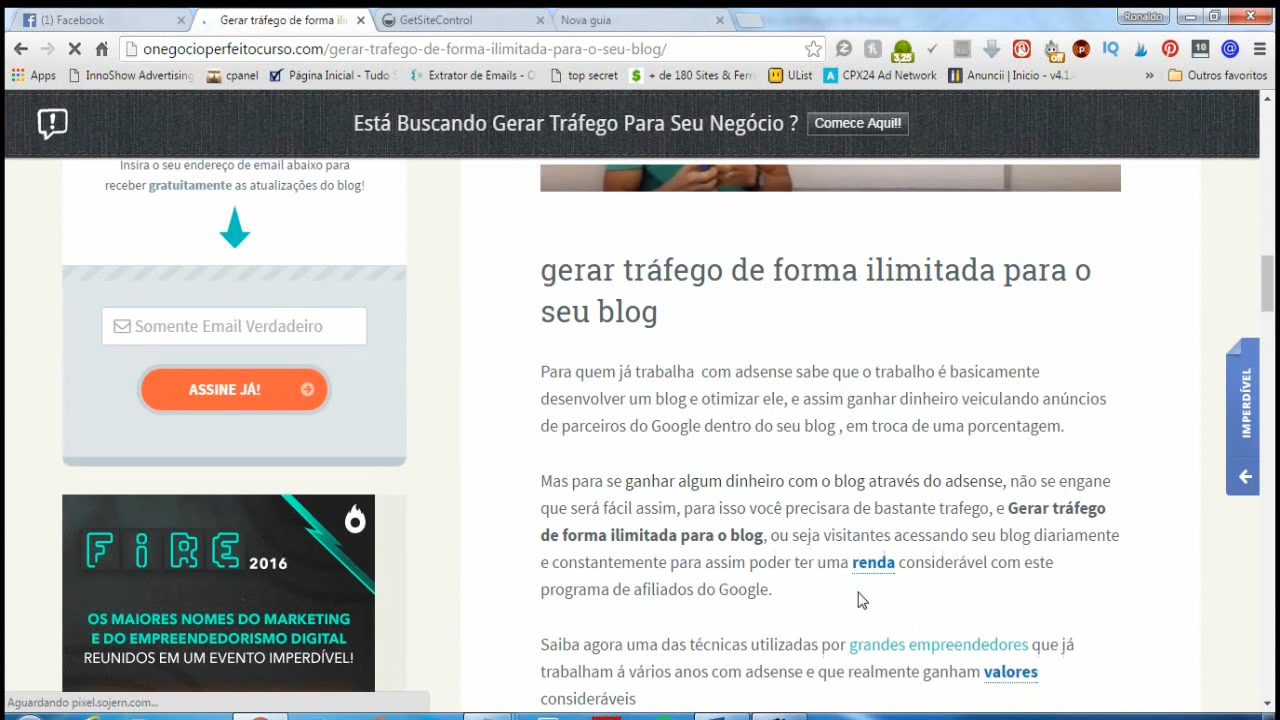 Facebook
Gerar tráfego de forma ili
GetSiteControl
Nova guia
Ronaldo
onegocioperfeitocurso.com/gerar-trafego-de-forma-ilimitada-para-o-seu-blog/
Apps
InnoShow Advertising
cpanel
Página Inicial - Tudo S
Extrator de Emails - O
top secret
+ de 180 Sites & Ferra
UList
CPX24 Ad Network
Anuncii | Inicio - v4.1
Outros favoritos
Está Buscando Gerar Tráfego Para Seu Negócio ?
Comece Aqui!!
Insira o seu endereço de email abaixo para
receber gratuitamente as atualizações do blog!
Somente Email Verdadeiro
ASSINE JÁ!
FIRE 2016
OS MAIORES NOMES DO MARKETING
E DO EMPREENDEDORISMO DIGITAL
REUNIDOS EM UM EVENTO IMPERDÍVEL!
gerar tráfego de forma ilimitada para o
seu blog
Para quem já trabalha com adsense sabe que o trabalho é basicamente
desenvolver um blog e otimizar ele, e assim ganhar dinheiro veiculando anúncios
de parceiros do Google dentro do seu blog , em troca de uma porcentagem.
Mas para se ganhar algum dinheiro com o blog através do adsense, não se engane
que será fácil assim, para isso você precisara de bastante trafego, e Gerar tráfego
de forma ilimitada para o blog, ou seja visitantes acessando seu blog diariamente
e constantemente para assim poder ter uma renda considerável com este
programa de afiliados do Google.
Saiba agora uma das técnicas utilizadas por grandes empreendedores que já
trabalham á vários anos com adsense e que realmente ganham valores
consideráveis
IMPERDÍVEL
Aguardando pixel.sojern.com...